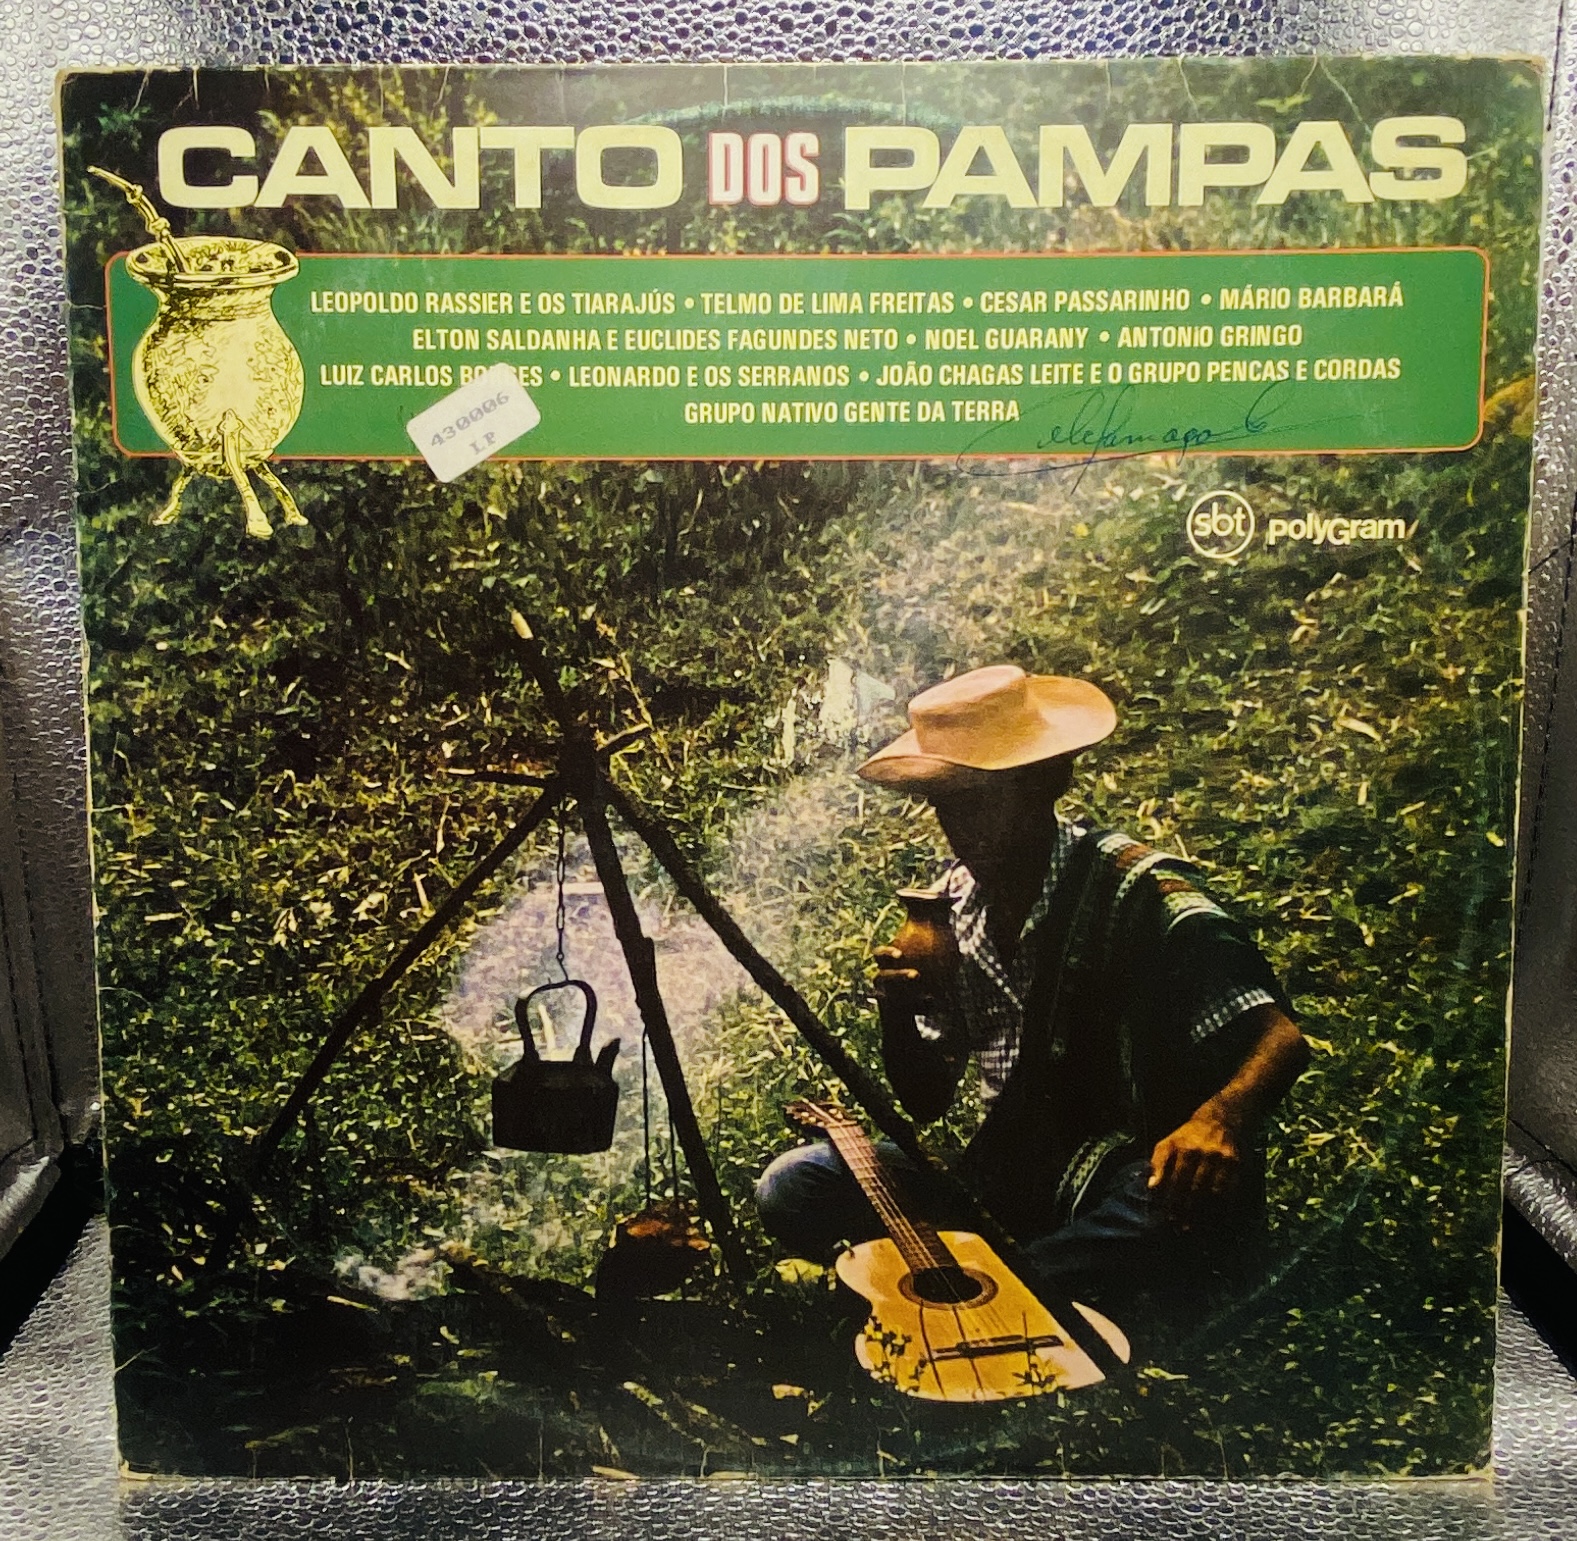 CANTO DOS PAMPAS
LEOPOLDO RASSIER E OS TIARAJÚS • TELMO DE LIMA FREITAS • CESAR PASSARINHO • MÁRIO BARBARÁ
ELTON SALDANHA E EUCLIDES FAGUNDES NETO • NOEL GUARANY • ANTONIO GRINGO
LUIZ CARLOS BORGES • LEONARDO E OS SERRANOS • JOÃO CHAGAS LEITE E O GRUPO PENCAS E CORDAS
GRUPO NATIVO GENTE DA TERRA
430006
LP
sbt polyGram